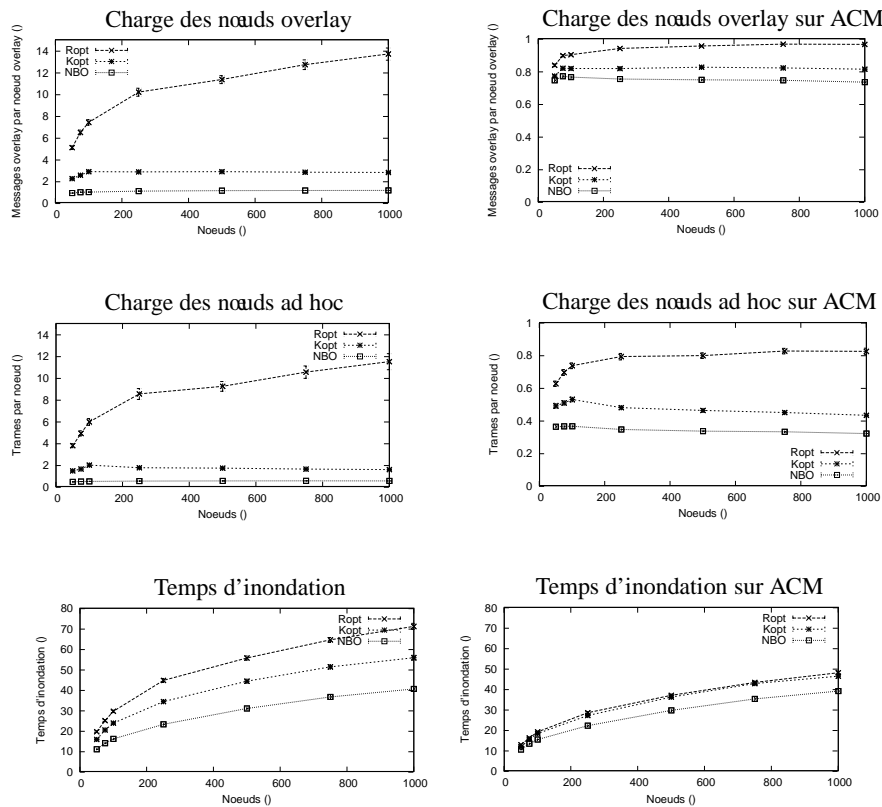 Charge des nœuds overlay
Messages overlay par noeud overlay ()
14
12
10
8
6
4
2
0
Ropt
Kopt
NBO
0 200 400 600 800 1000
Noeuds ()
Charge des nœuds overlay sur ACM
Messages overlay par noeud overlay ()
1
0.8
0.6
0.4
0.2
0
Ropt
Kopt
NBO
0 200 400 600 800 1000
Noeuds ()
Charge des nœuds ad hoc
Trames par noeud ()
14
12
10
8
6
4
2
0
Ropt
Kopt
NBO
0 200 400 600 800 1000
Noeuds ()
Charge des nœuds ad hoc sur ACM
Trames par noeud ()
1
0.8
0.6
0.4
0.2
0
Ropt
Kopt
NBO
0 200 400 600 800 1000
Noeuds ()
Temps d'inondation
Temps d'inondation ()
80
70
60
50
40
30
20
10
0
Ropt
Kopt
NBO
0 200 400 600 800 1000
Noeuds ()
Temps d'inondation sur ACM
Temps d'inondation ()
80
70
60
50
40
30
20
10
0
Ropt
Kopt
NBO
0 200 400 600 800 1000
Noeuds ()